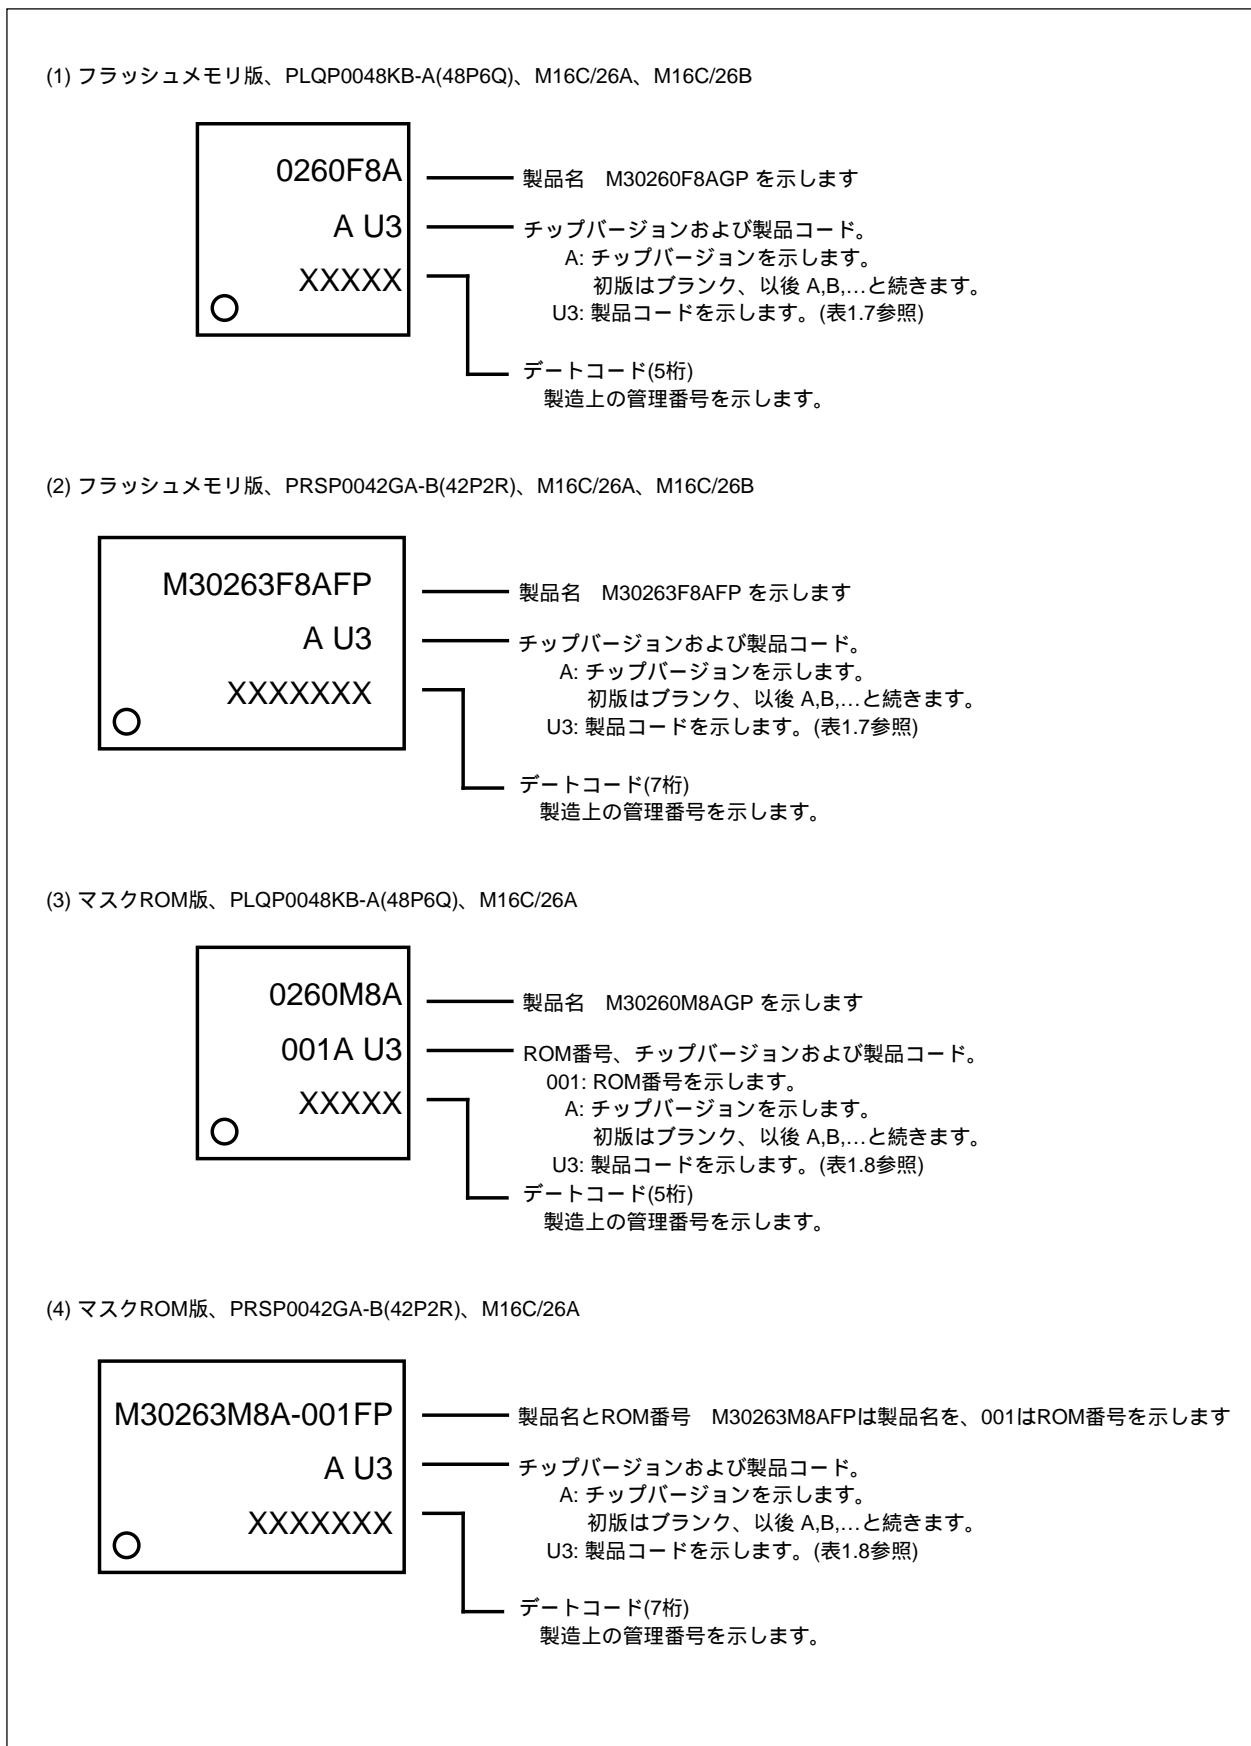 (1) フラッシュメモリ版、PLQP0048KB-A(48P6Q)、M16C/26A、M16C/26B
0260F8A
製品名　M30260F8AGP を示します
A U3
チップバージョンおよび製品コード。
A: チップバージョンを示します。
初版はブランク、以後 A,B,…と続きます。
XXXXX
U3: 製品コードを示します。(表1.7参照)
デートコード(5桁)
製造上の管理番号を示します。
(2) フラッシュメモリ版、PRSP0042GA-B(42P2R)、M16C/26A、M16C/26B
M30263F8AFP
製品名　M30263F8AFP を示します
A U3
チップバージョンおよび製品コード。
A: チップバージョンを示します。
初版はブランク、以後 A,B,…と続きます。
XXXXXXX
U3: 製品コードを示します。(表1.7参照)
デートコード(7桁)
製造上の管理番号を示します。
(3) マスクROM版、PLQP0048KB-A(48P6Q)、M16C/26A
0260M8A
製品名　M30260M8AGP を示します
001A U3
ROM番号、チップバージョンおよび製品コード。
001: ROM番号を示します。
A: チップバージョンを示します。
XXXXX
初版はブランク、以後 A,B,…と続きます。
U3: 製品コードを示します。(表1.8参照)
デートコード(5桁)
製造上の管理番号を示します。
(4) マスクROM版、PRSP0042GA-B(42P2R)、M16C/26A
M30263M8A-001FP
製品名とROM番号　M30263M8AFPは製品名を、001はROM番号を示します
A U3
チップバージョンおよび製品コード。
A: チップバージョンを示します。
初版はブランク、以後 A,B,…と続きます。
XXXXXXX
U3: 製品コードを示します。(表1.8参照)
デートコード(7桁)
製造上の管理番号を示します。